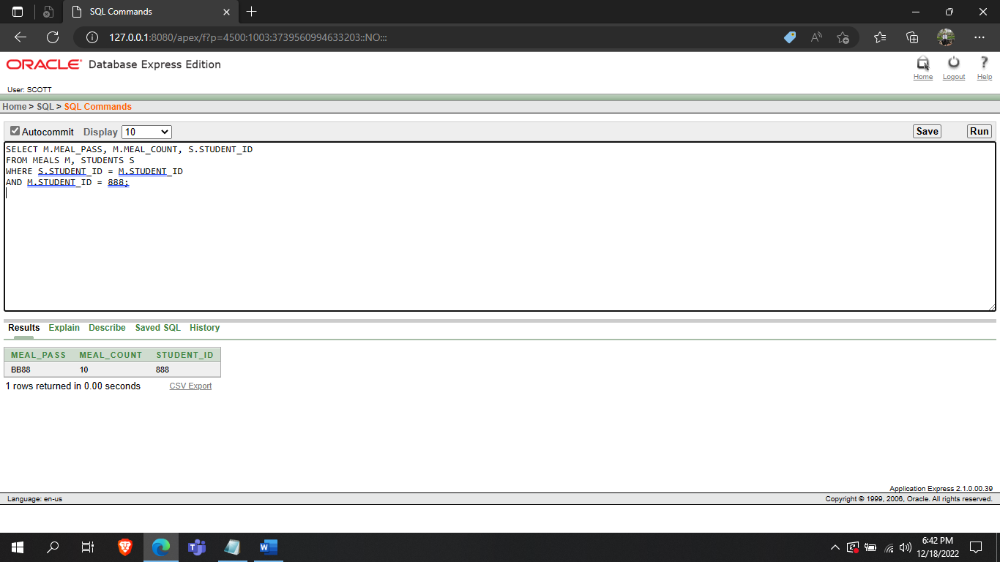 SQL Commands
127.0.0.1:8080/apex/f?p=4500:1003:3739560994633203::NO:::
ORACLE Database Express Edition
Home Logout Help
User: SCOTT
Home > SQL > SQL Commands
Autocommit Display 10 Save Run
SELECT M.MEAL_PASS, M.MEAL_COUNT, S.STUDENT_ID
FROM MEALS M, STUDENTS S
WHERE S.STUDENT_ID = M.STUDENT_ID
AND M.STUDENT_ID = 888;
Results Explain Describe Saved SQL History
MEAL_PASS MEAL_COUNT STUDENT_ID
BB88 10 888
1 rows returned in 0.00 seconds CSV Export
Application Express 2.1.0.00.39
Language: en-us Copyright © 1999, 2006, Oracle. All rights reserved.
6:42 PM
12/18/2022